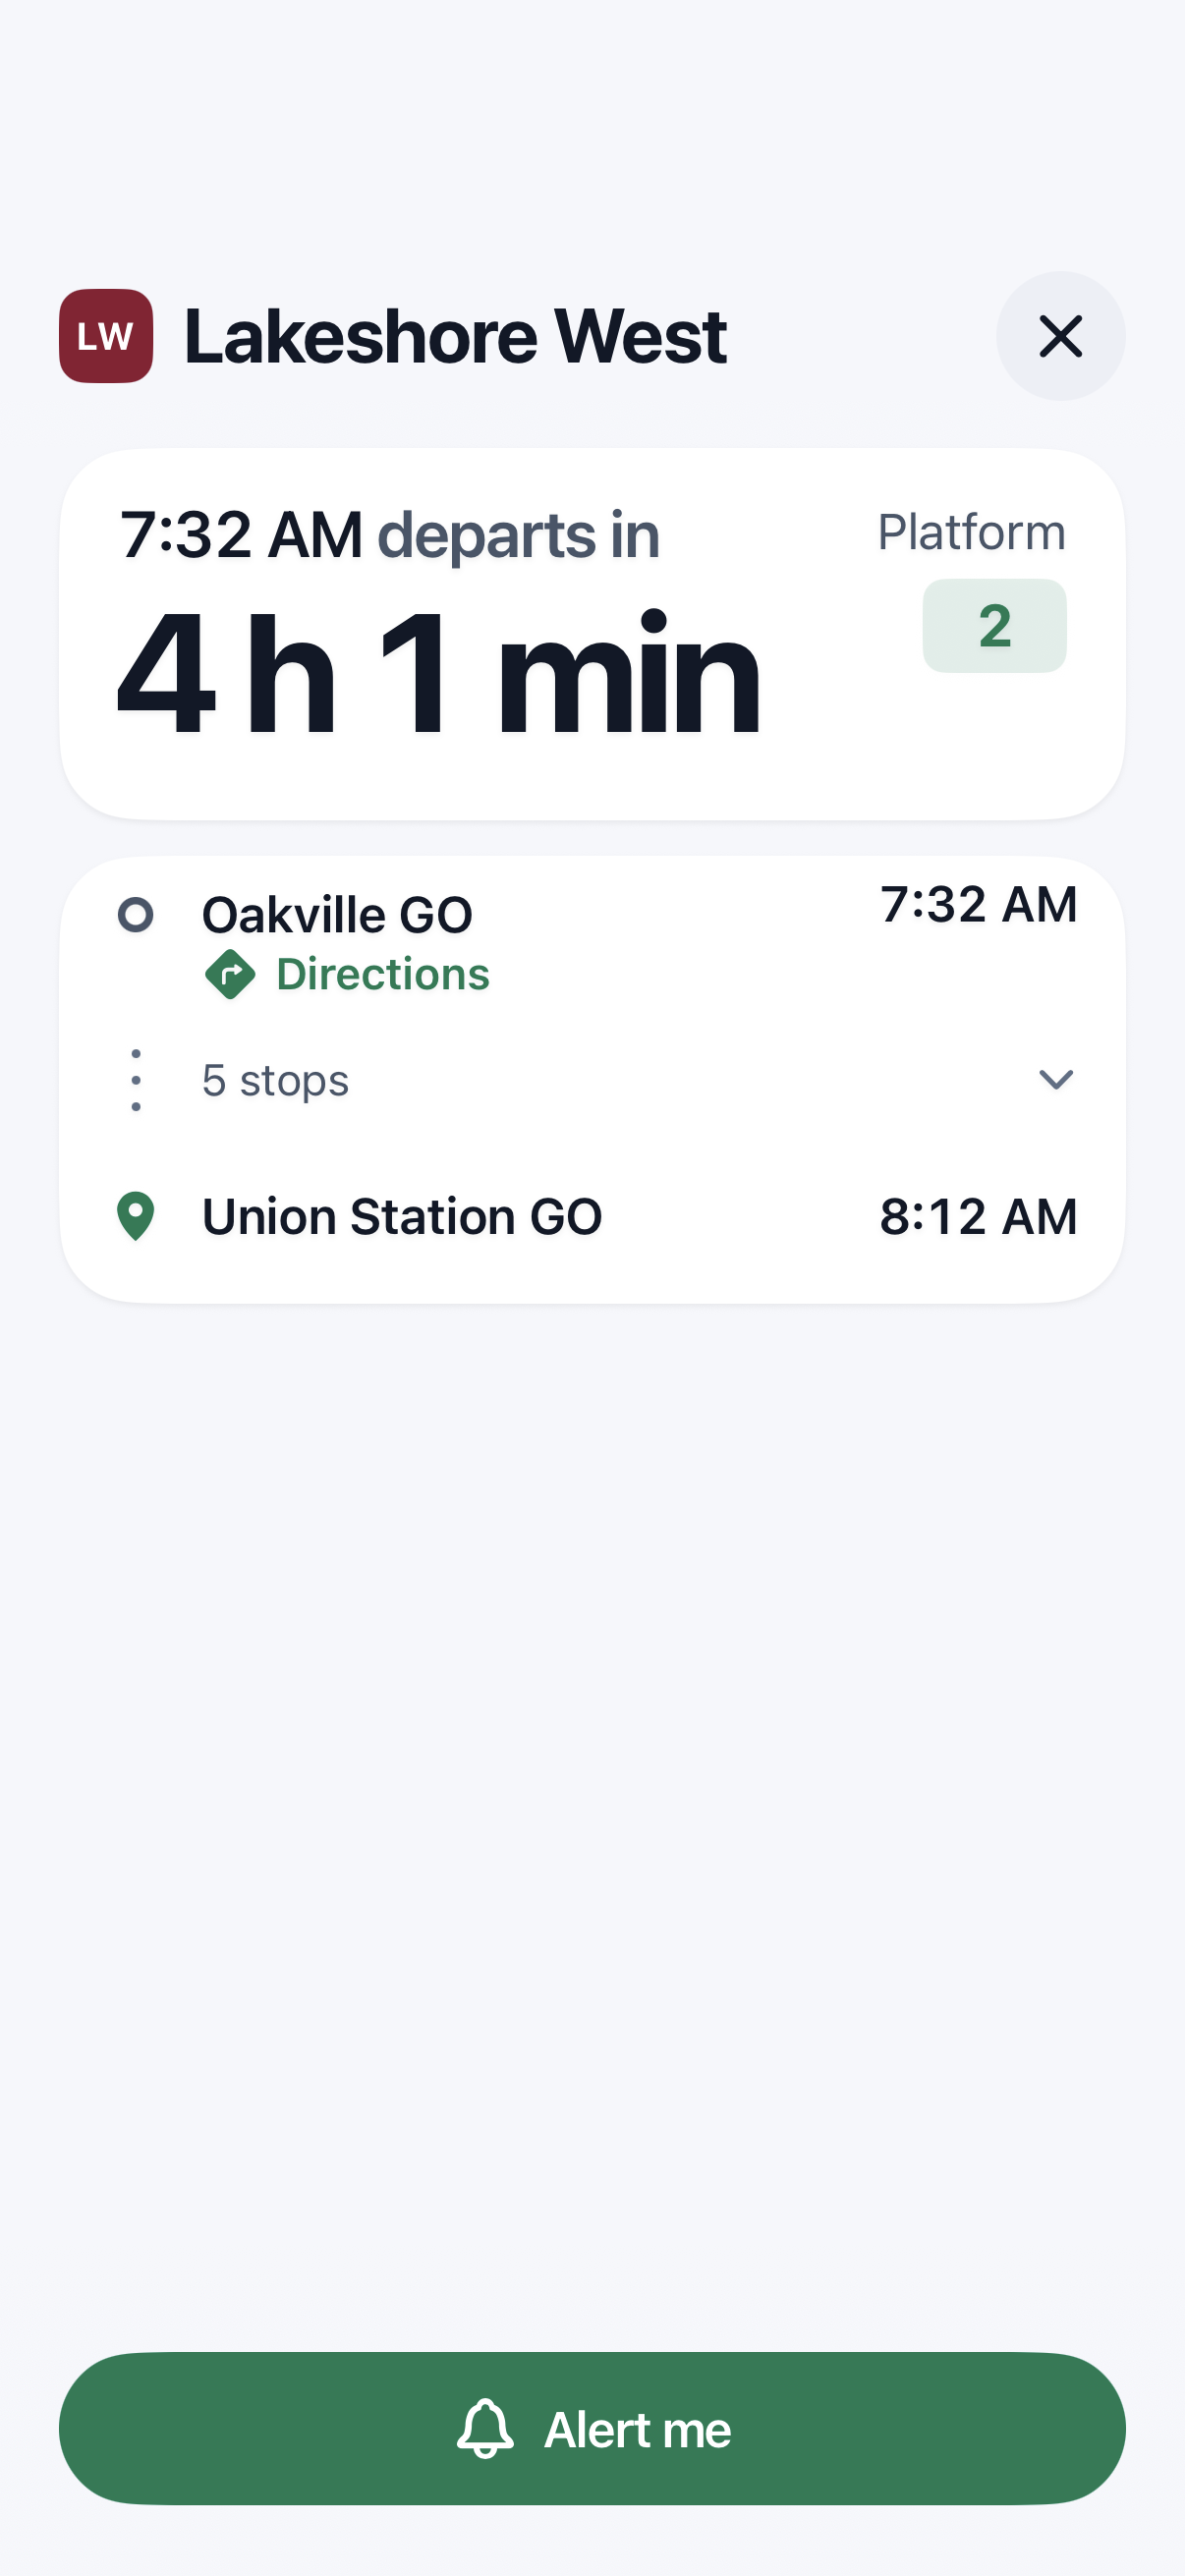 LW Lakeshore West
7:32 AM departs in
Platform
4 h 1 min
2
Oakville GO 7:32 AM
Directions
5 stops
Union Station GO 8:12 AM
Alert me